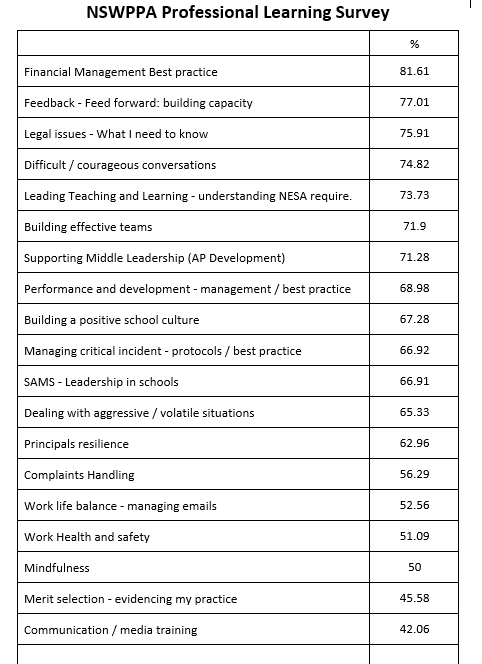 NSWPPA Professional Learning Survey
%
Financial Management Best practice 81.61
Feedback - Feed forward: building capacity 77.01
Legal issues - What I need to know 75.91
Difficult / courageous conversations 74.82
Leading Teaching and Learning - understanding NESA require. 73.73
Building effective teams 71.9
Supporting Middle Leadership (AP Development) 71.28
Performance and development - management / best practice 68.98
Building a positive school culture 67.28
Managing critical incident - protocols / best practice 66.92
SAMS - Leadership in schools 66.91
Dealing with aggressive / volatile situations 65.33
Principals resilience 62.96
Complaints Handling 56.29
Work life balance - managing emails 52.56
Work Health and safety 51.09
Mindfulness 50
Merit selection - evidencing my practice 45.58
Communication / media training 42.06